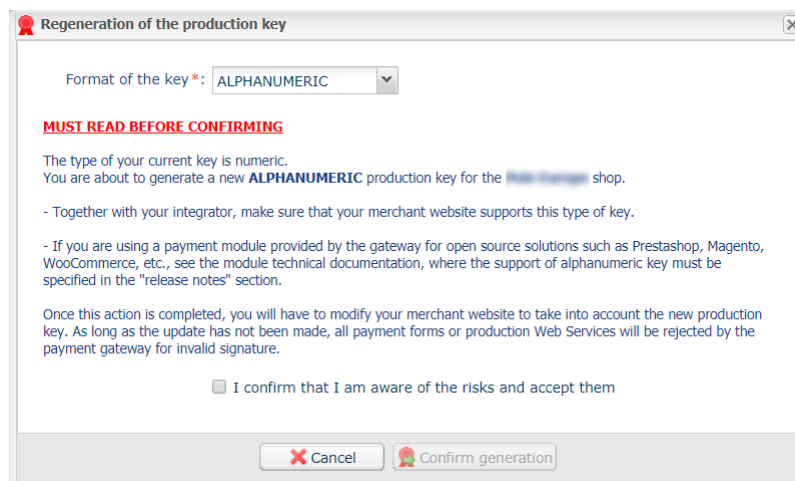 Regeneration of the production key
Format of the key*: ALPHANUMERIC
MUST READ BEFORE CONFIRMING
The type of your current key is numeric.
You are about to generate a new ALPHANUMERIC production key for the shop.
- Together with your integrator, make sure that your merchant website supports this type of key.
- If you are using a payment module provided by the gateway for open source solutions such as Prestashop, Magento,
WooCommerce, etc., see the module technical documentation, where the support of alphanumeric key must be
specified in the "release notes" section.
Once this action is completed, you will have to modify your merchant website to take into account the new production
key. As long as the update has not been made, all payment forms or production Web Services will be rejected by the
payment gateway for invalid signature.
I confirm that I am aware of the risks and accept them
Cancel Confirm generation